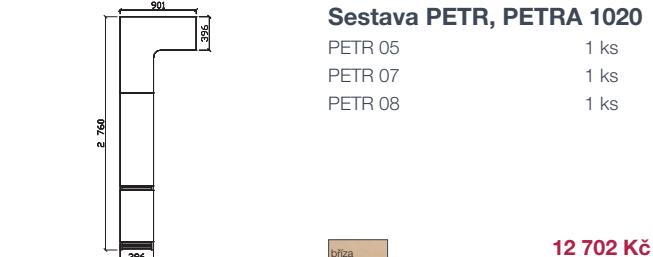 901
Sestava PETR, PETRA 1020
396
PETR 05 1 ks
PETR 07 1 ks
PETR 08 1 ks
2 760
bříza
12 702 Kč
396